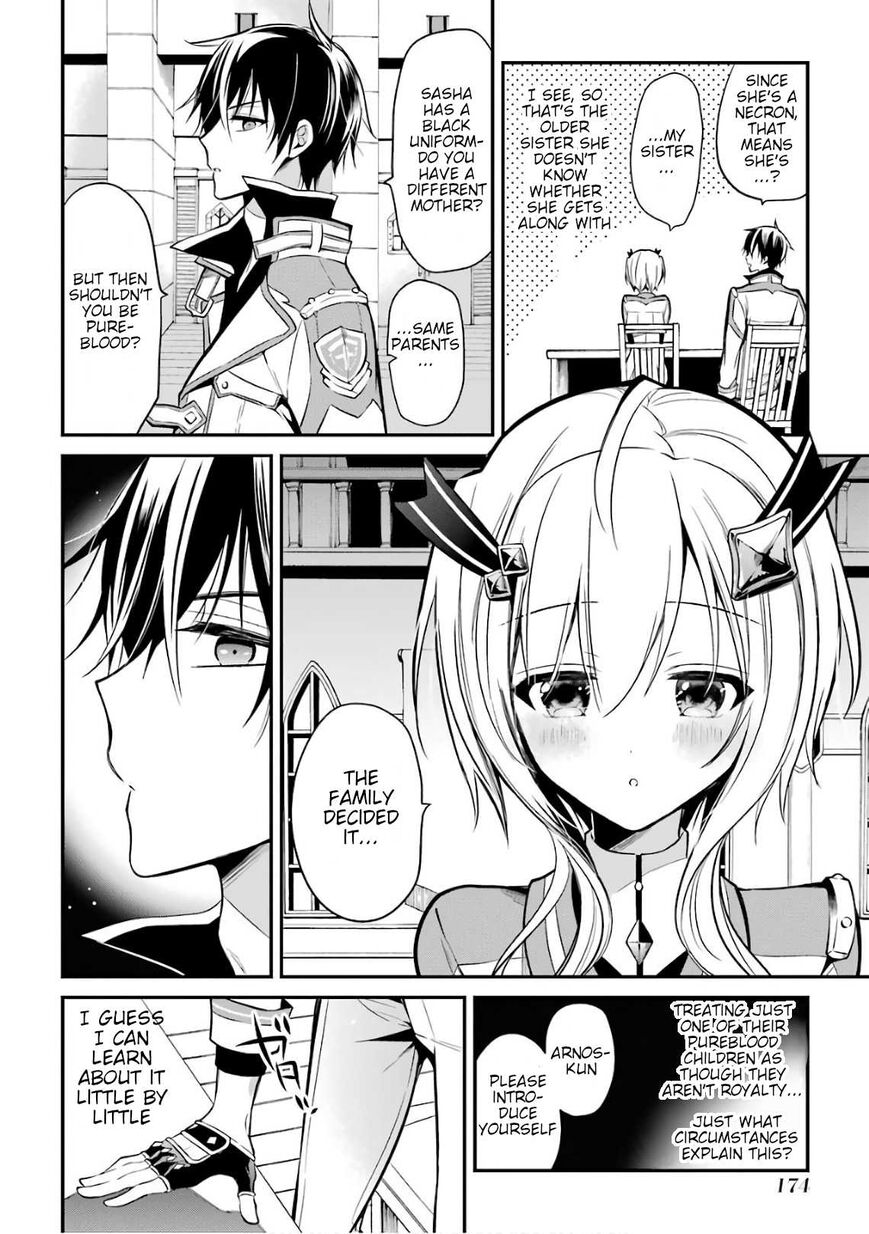 SINCE
SHE'S A
NECRON,
THAT
MEANS
SHE'S
...?
...MY
SISTER
...
I SEE, SO
THAT'S THE
OLDER
SISTER SHE
DOESN'T
KNOW
WHETHER
SHE GETS
ALONG WITH
SASHA
HAS A
BLACK
UNIFORM-
DO YOU
HAVE A
DIFFERENT
MOTHER?
...SAME
PARENTS
...
BUT THEN
SHOULDN'T
YOU BE
PURE-
BLOOD?
THE
FAMILY
DECIDED
IT...
TREATING JUST
ONE OF THEIR
PUREBLOOD
CHILDREN AS
THOUGH THEY
AREN'T ROYALTY...
JUST WHAT
CIRCUMSTANCES
EXPLAIN THIS?
ARNOS-
KUN
PLEASE
INTRO-
DUCE
YOURSELF
ガタッ
I GUESS
I CAN
LEARN
ABOUT IT
LITTLE BY
LITTLE
174